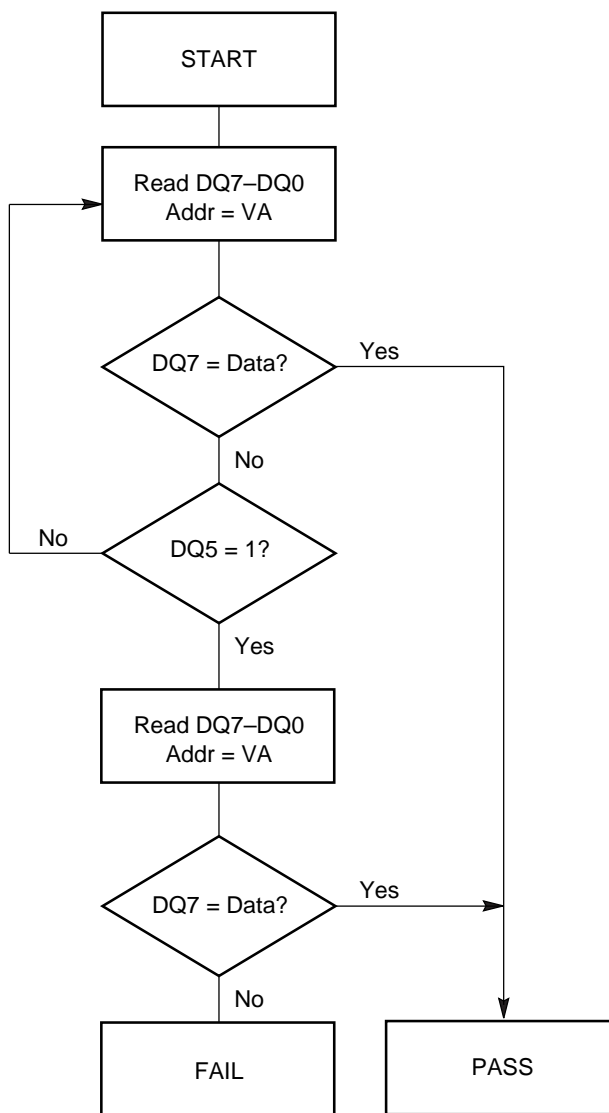 START
Read DQ7–DQ0
Addr = VA
DQ7 = Data?
Yes
No
No
DQ5 = 1?
Yes
Read DQ7–DQ0
Addr = VA
DQ7 = Data?
Yes
No
FAIL
PASS